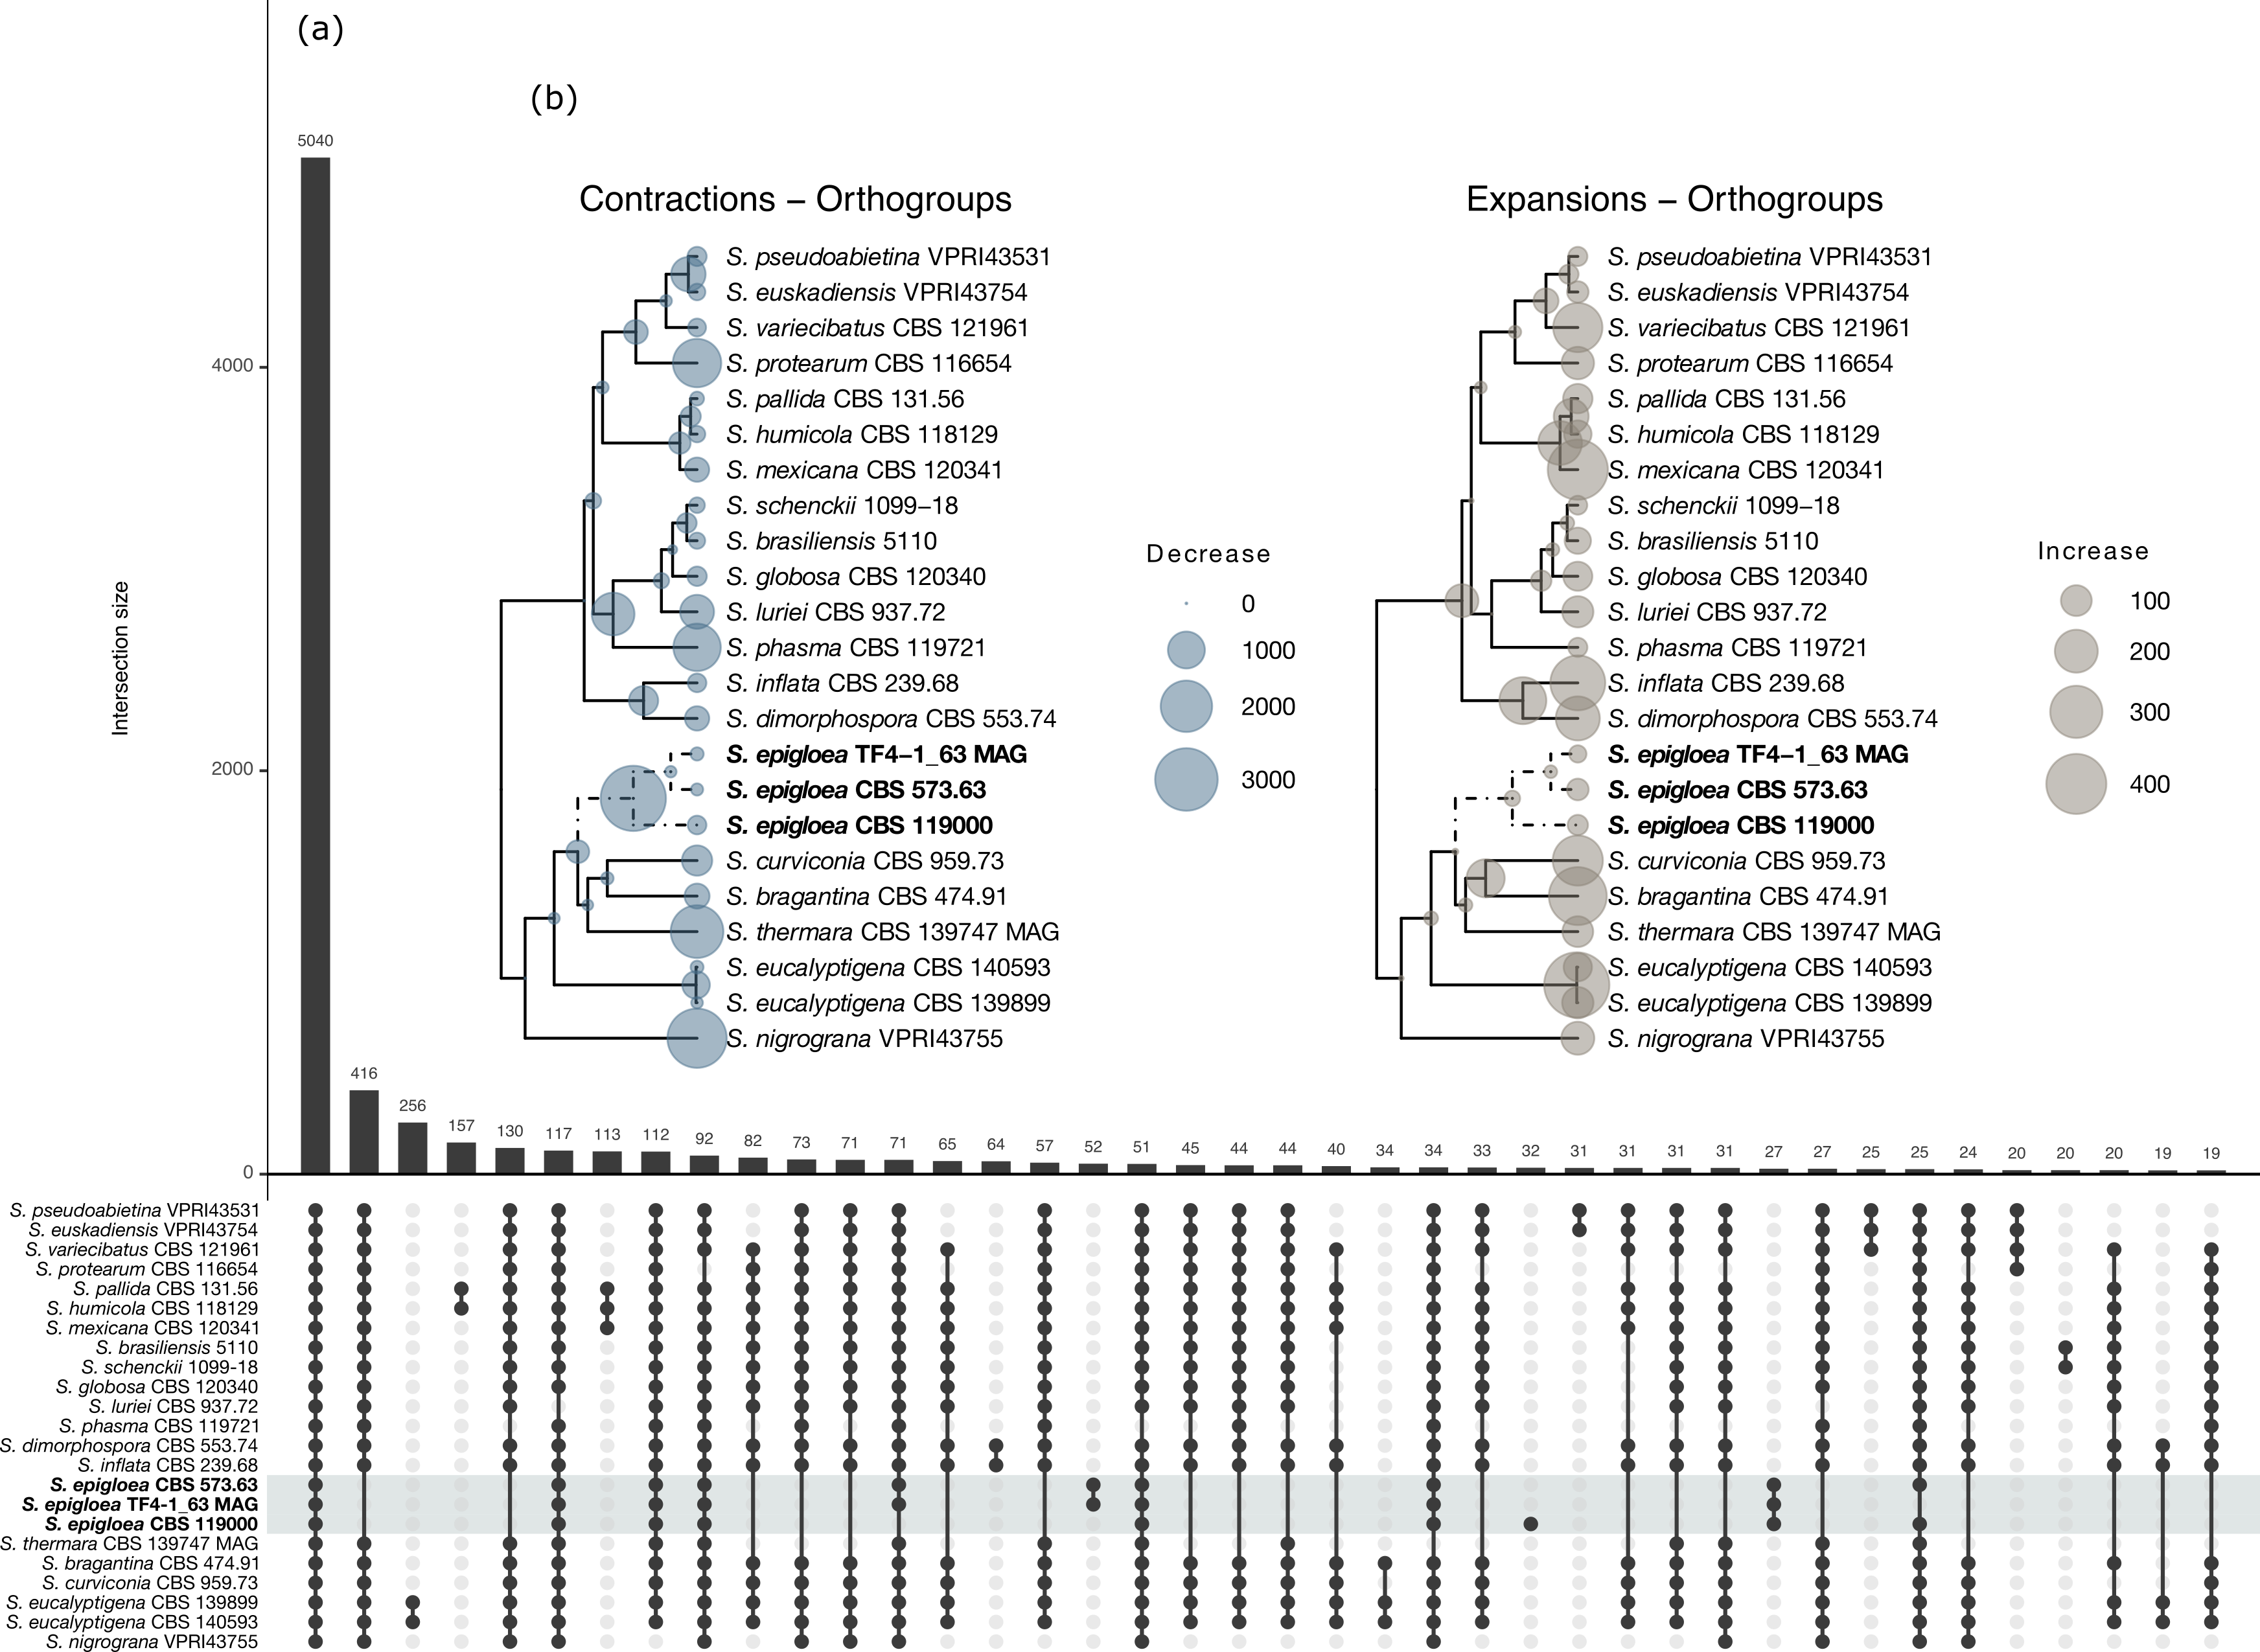 (a)
(b)
5040
Contractions – Orthogroups
Expansions – Orthogroups
S. pseudoabietina VPRI43531
S. euskadiensis VPRI43754
S. variecibatus CBS 121961
S. protearum CBS 116654
S. pallida CBS 131.56
S. humicola CBS 118129
S. mexicana CBS 120341
S. schenckii 1099–18
S. brasiliensis 5110
S. globosa CBS 120340
S. luriei CBS 937.72
S. phasma CBS 119721
S. inflata CBS 239.68
S. dimorphospora CBS 553.74
S. epigloea TF4–1_63 MAG
S. epigloea CBS 573.63
S. epigloea CBS 119000
S. curviconia CBS 959.73
S. bragantina CBS 474.91
S. thermara CBS 139747 MAG
S. eucalyptigena CBS 140593
S. eucalyptigena CBS 139899
S. nigrograna VPRI43755
Decrease
0
1000
2000
3000
S. pseudoabietina VPRI43531
S. euskadiensis VPRI43754
S. variecibatus CBS 121961
S. protearum CBS 116654
S. pallida CBS 131.56
S. humicola CBS 118129
S. mexicana CBS 120341
S. schenckii 1099–18
S. brasiliensis 5110
S. globosa CBS 120340
S. luriei CBS 937.72
S. phasma CBS 119721
S. inflata CBS 239.68
S. dimorphospora CBS 553.74
S. epigloea TF4–1_63 MAG
S. epigloea CBS 573.63
S. epigloea CBS 119000
S. curviconia CBS 959.73
S. bragantina CBS 474.91
S. thermara CBS 139747 MAG
S. eucalyptigena CBS 140593
S. eucalyptigena CBS 139899
S. nigrograna VPRI43755
Increase
100
200
300
400
Intersection size
4000
2000
0
416 256 157 130 117 113 112 92 82 73 71 71 65 64 57 52 51 45 44 44 40 34 34 33 32 31 31 31 31 27 27 25 25 24 20 20 20 19 19
S. pseudoabietina VPRI43531
S. euskadiensis VPRI43754
S. variecibatus CBS 121961
S. protearum CBS 116654
S. pallida CBS 131.56
S. humicola CBS 118129
S. mexicana CBS 120341
S. brasiliensis 5110
S. schenckii 1099-18
S. globosa CBS 120340
S. luriei CBS 937.72
S. phasma CBS 119721
S. dimorphospora CBS 553.74
S. inflata CBS 239.68
S. epigloea CBS 573.63
S. epigloea TF4-1_63 MAG
S. epigloea CBS 119000
S. thermara CBS 139747 MAG
S. bragantina CBS 474.91
S. curviconia CBS 959.73
S. eucalyptigena CBS 139899
S. eucalyptigena CBS 140593
S. nigrograna VPRI43755